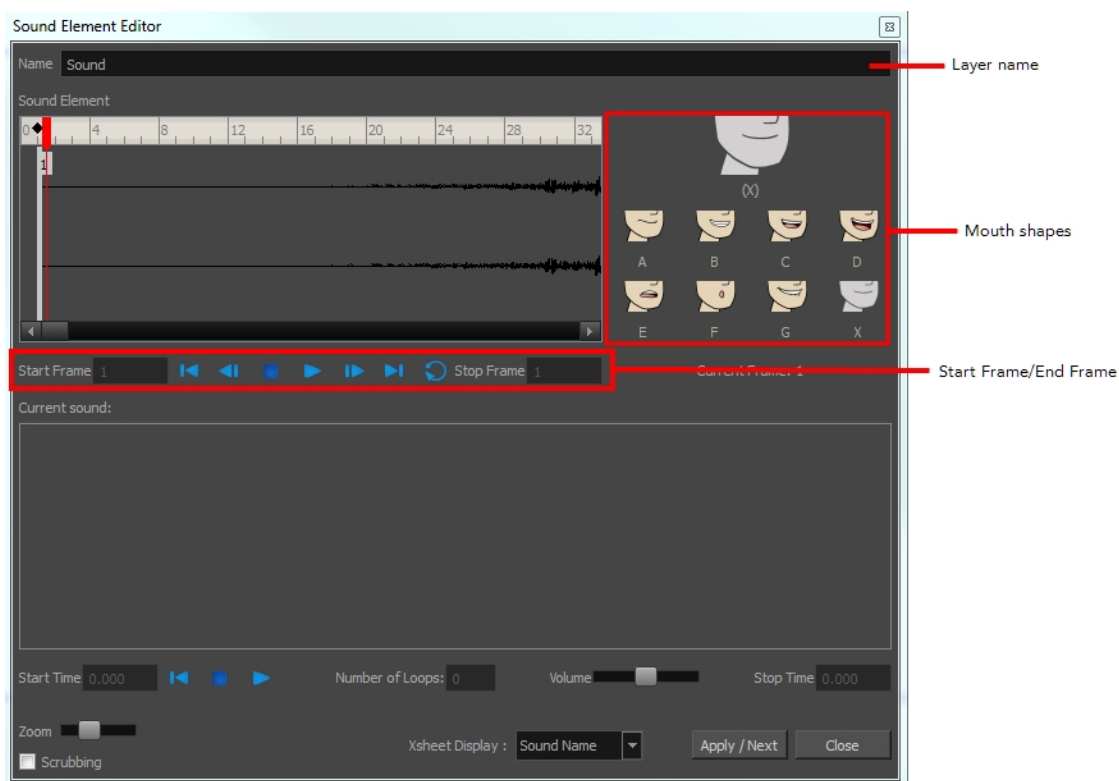 Sound Element Editor
Name Sound
Layer name
Sound Element
0 4 8 12 16 20 24 28 32
1
(X)
Mouth shapes
A B C D
E F G X
Start Frame 1 Stop Frame 1 Current Frame: 1
Start Frame/End Frame
Current sound:
Start Time 0.000 Number of Loops: 0 Volume Stop Time 0.000
Zoom
Xsheet Display : Sound Name Apply / Next Close
Scrubbing